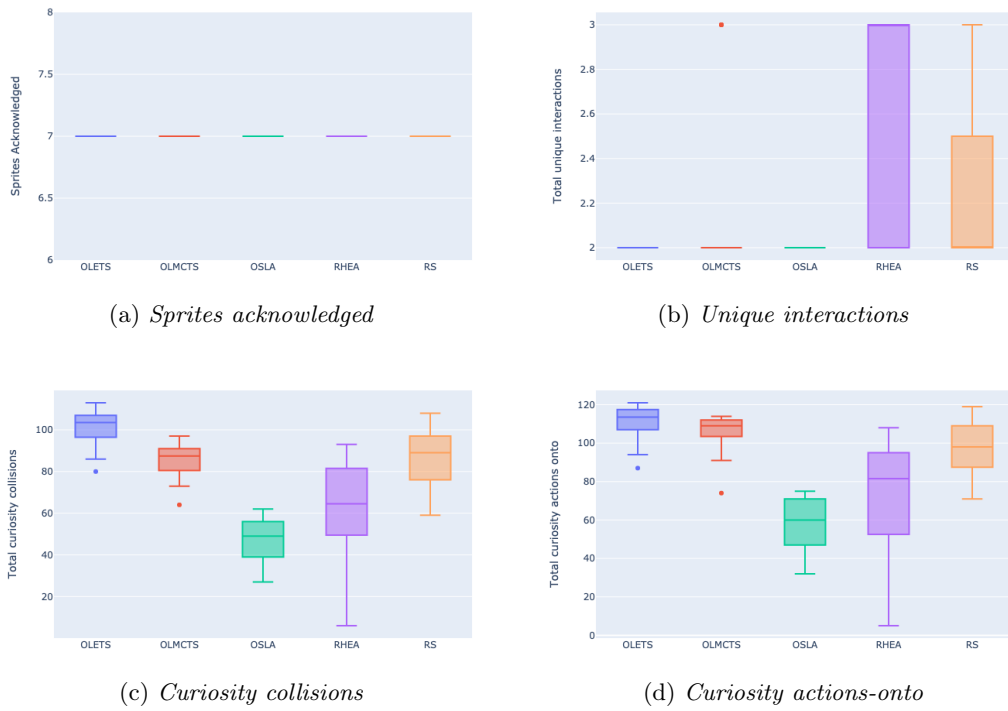 Sprites Acknowledged
8
7.5
7
6.5
6
OLETS OLMCTS OSLA RHEA RS
(a) Sprites acknowledged
Total unique interactions
3
2.8
2.6
2.4
2.2
2
OLETS OLMCTS OSLA RHEA RS
(b) Unique interactions
Total curiosity collisions
100
80
60
40
20
OLETS OLMCTS OSLA RHEA RS
(c) Curiosity collisions
Total curiosity actions onto
120
100
80
60
40
20
0
OLETS OLMCTS OSLA RHEA RS
(d) Curiosity actions-onto